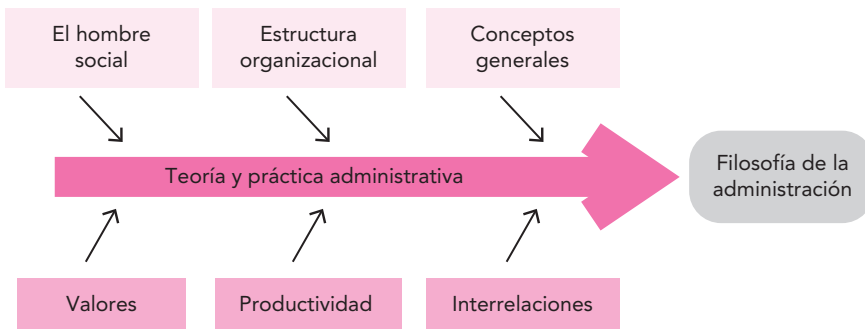 El hombre
social
Estructura
organizacional
Conceptos
generales
Teoría y práctica administrativa
Filosofía de la
administración
Valores
Productividad
Interrelaciones